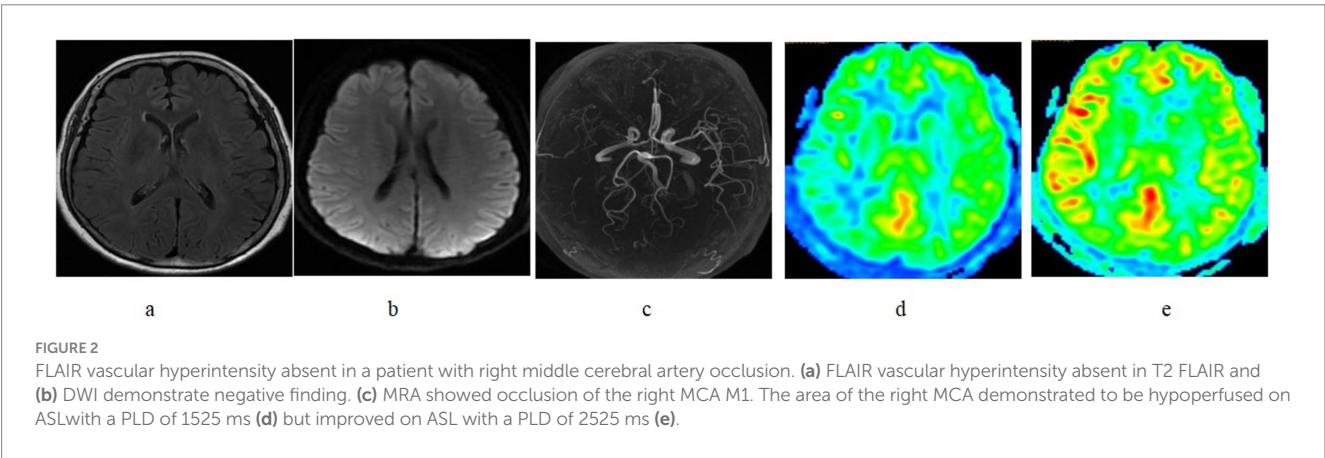 a b c d e
FIGURE 2
FLAIR vascular hyperintensity absent in a patient with right middle cerebral artery occlusion. (a) FLAIR vascular hyperintensity absent in T2 FLAIR and
(b) DWI demonstrate negative finding. (c) MRA showed occlusion of the right MCA M1. The area of the right MCA demonstrated to be hypoperfused on
ASLwith a PLD of 1525 ms (d) but improved on ASL with a PLD of 2525 ms (e).